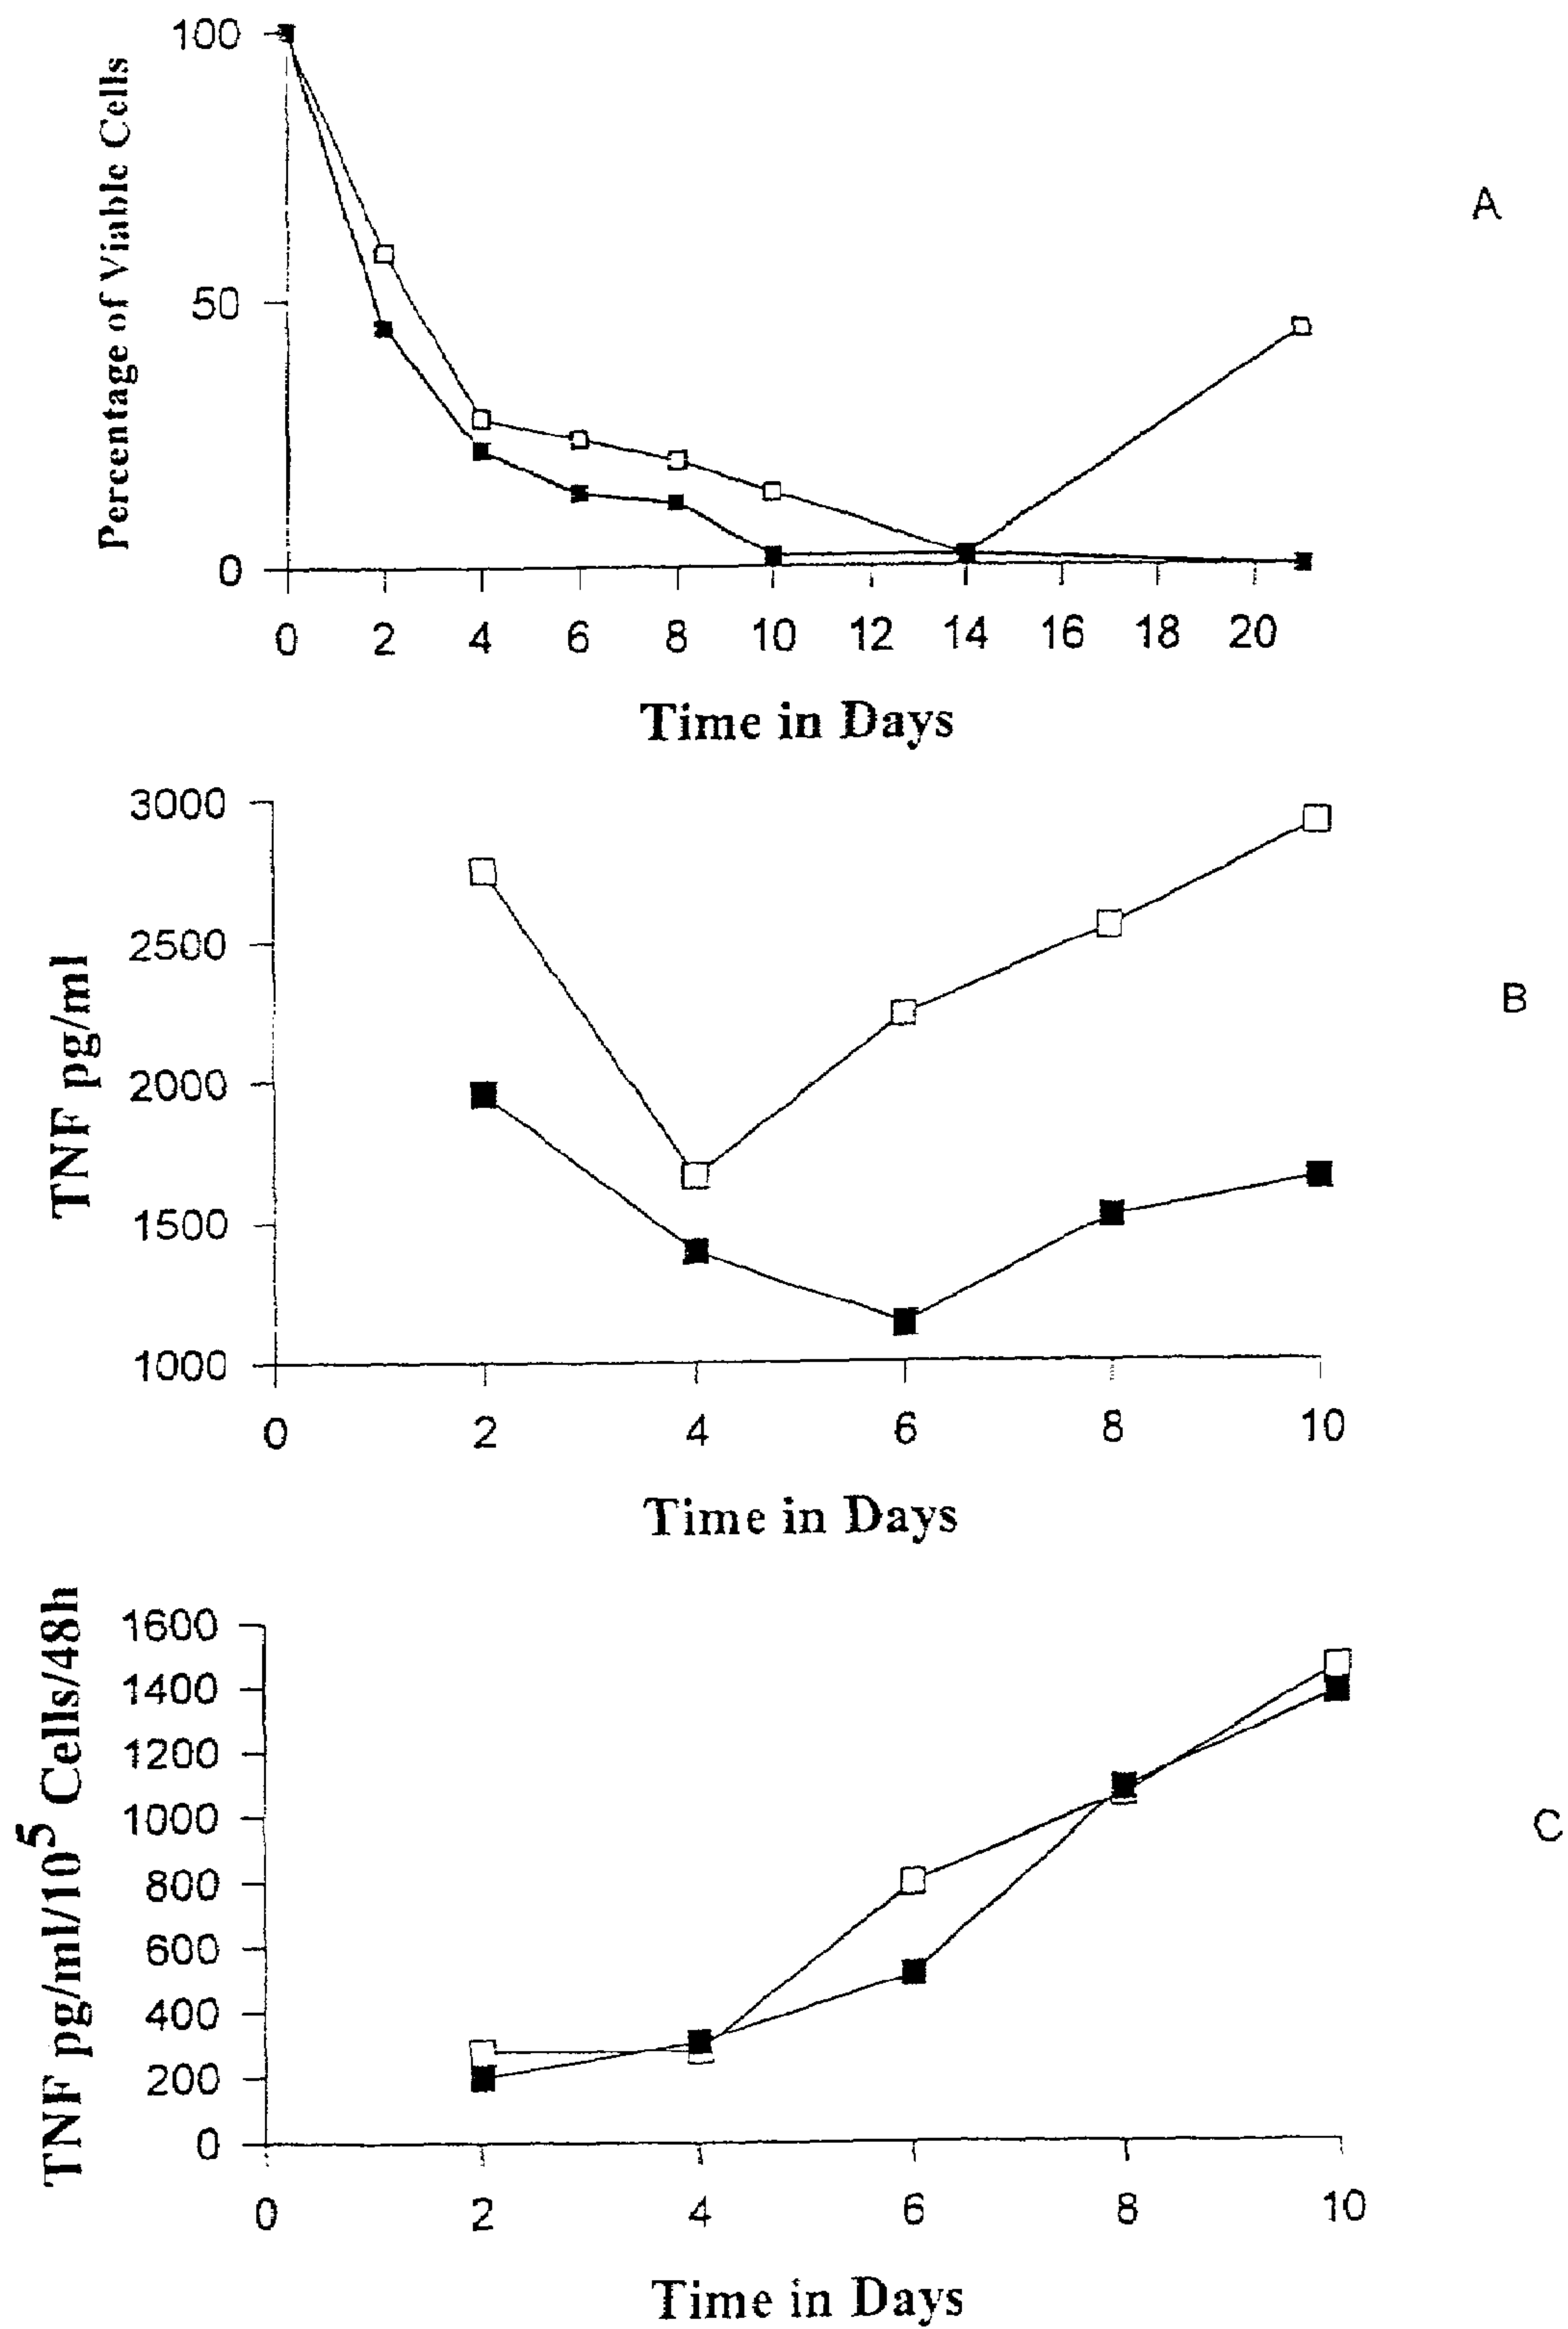 Percentage of Viable Cells
100
50
0
0 2 4 6 8 10 12 14 16 18 20
Time in Days
A
TNF pg/ml
3000
2500
2000
1500
1000
0 2 4 6 8 10
Time in Days
B
TNF pg/ml/10⁵ Cells/48h
1600
1400
1200
1000
800
600
400
200
0
0 2 4 6 8 10
Time in Days
C